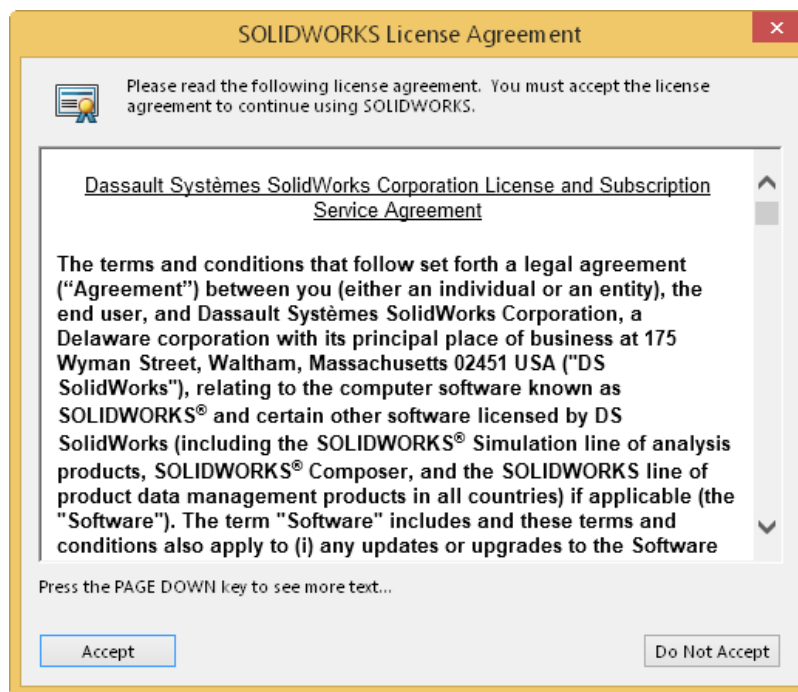 SOLIDWORKS License Agreement
Please read the following license agreement. You must accept the license
agreement to continue using SOLIDWORKS.
Dassault Systèmes SolidWorks Corporation License and Subscription
Service Agreement
The terms and conditions that follow set forth a legal agreement
(“Agreement”) between you (either an individual or an entity), the
end user, and Dassault Systèmes SolidWorks Corporation, a
Delaware corporation with its principal place of business at 175
Wyman Street, Waltham, Massachusetts 02451 USA ("DS
SolidWorks"), relating to the computer software known as
SOLIDWORKS® and certain other software licensed by DS
SolidWorks (including the SOLIDWORKS® Simulation line of analysis
products, SOLIDWORKS® Composer, and the SOLIDWORKS line of
product data management products in all countries) if applicable (the
"Software"). The term "Software" includes and these terms and
conditions also apply to (i) any updates or upgrades to the Software
Press the PAGE DOWN key to see more text...
Accept
Do Not Accept